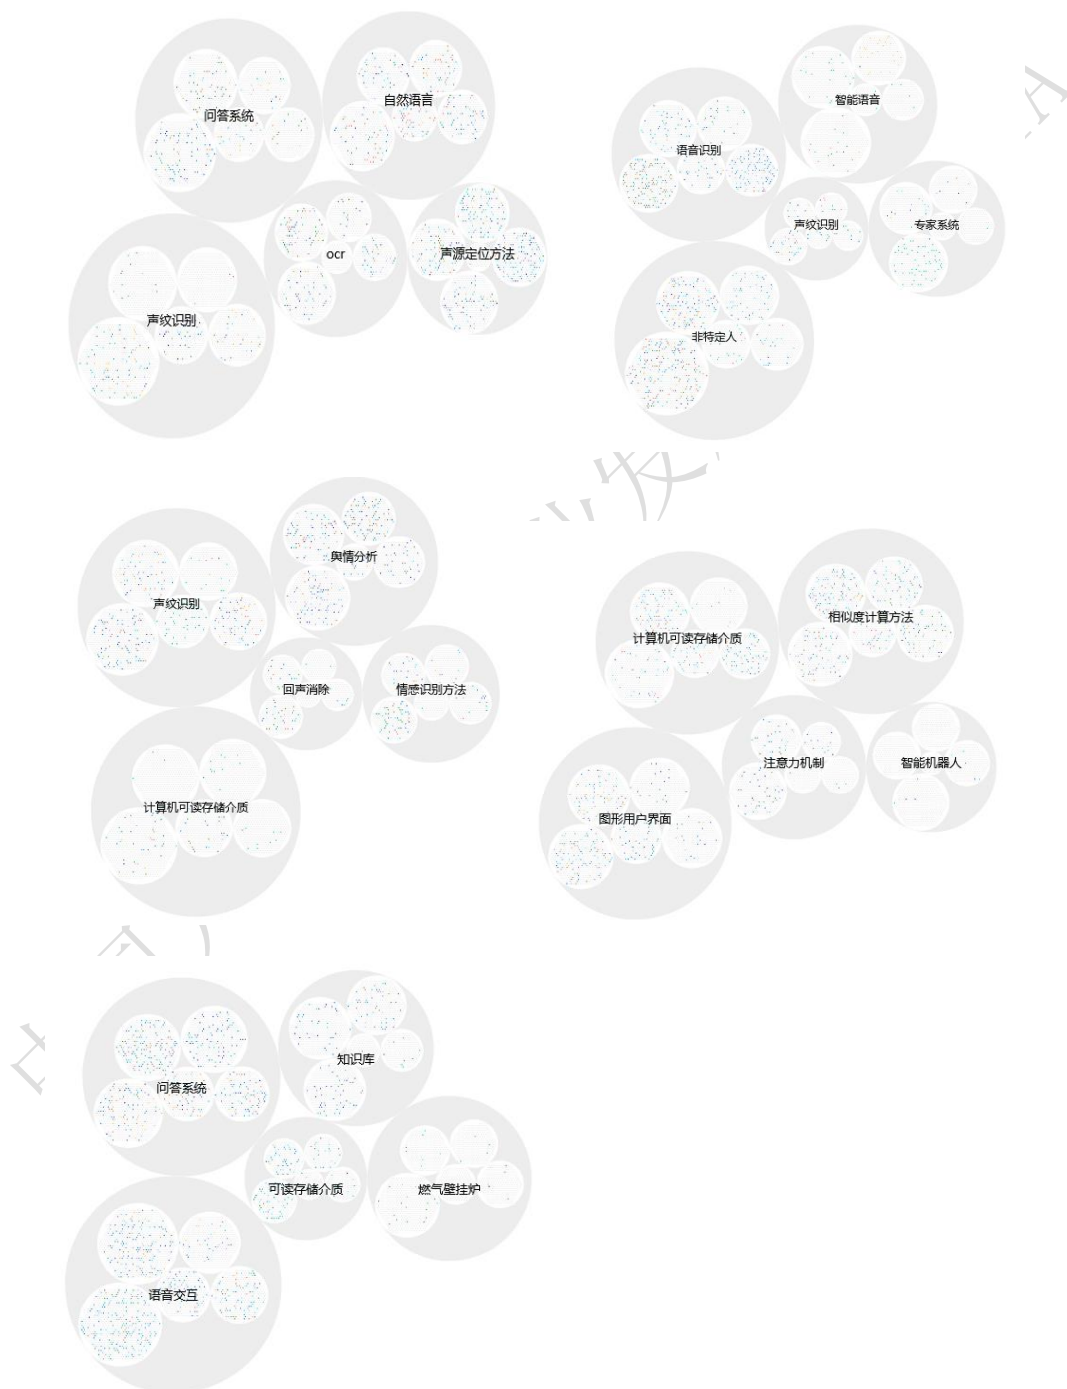 问答系统
自然语言
声纹识别
ocr
声源定位方法
语音识别
智能语音
声纹识别
专家系统
非特定人
声纹识别
舆情分析
回声消除
情感识别方法
计算机可读存储介质
计算机可读存储介质
相似度计算方法
图形用户界面
注意力机制
智能机器人
问答系统
知识库
可读存储介质
燃气壁挂炉
语音交互